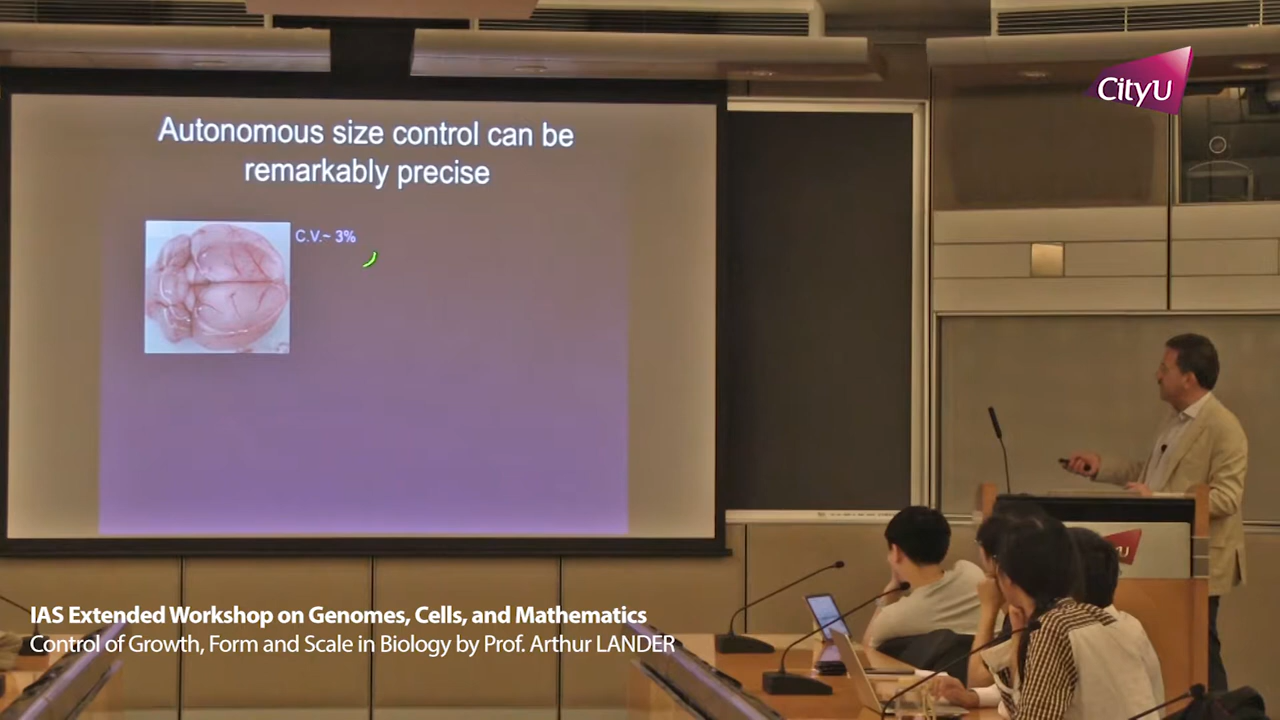 CityU
Autonomous size control can be
remarkably precise
C.V.~ 3%
IAS Extended Workshop on Genomes, Cells, and Mathematics
Control of Growth, Form and Scale in Biology by Prof. Arthur LANDER